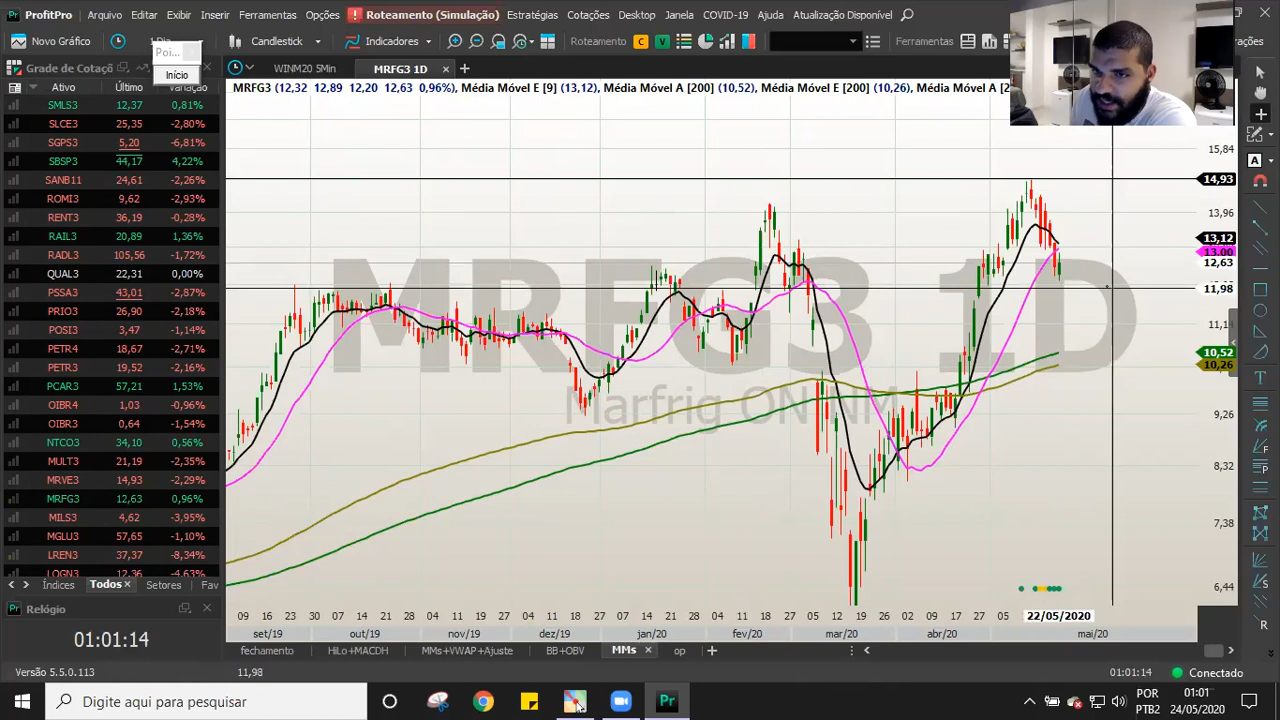 ProfitPro Arquivo Editar Exibir Inserir Ferramentas Opções Roteamento (Simulação) Estratégias Cotações Desktop Janela COVID-19 Ajuda Atualização Disponível
Novo Gráfico Candlestick Indicadores Roteamento C V Ferramentas
Poi...
Início
Grade de Cotaçõ
WINM20 5Min MRFG3 1D
Ativo Último Variação
SMLS3 12,37 0,81%
SLCE3 25,35 -2,80%
SGPS3 5,20 -6,81%
SBSP3 44,17 4,22%
SANB11 24,61 -2,26%
ROMI3 9,62 -2,93%
RENT3 36,19 -0,28%
RAIL3 20,89 1,36%
RADL3 105,56 -1,72%
QUAL3 22,31 0,00%
PSSA3 43,01 -2,87%
PRIO3 26,90 -2,18%
POSI3 3,47 -1,14%
PETR4 18,67 -2,71%
PETR3 19,52 -2,16%
PCAR3 57,21 1,53%
OIBR4 1,03 -0,96%
OIBR3 0,64 -1,54%
NTCO3 34,10 0,56%
MULT3 21,19 -2,35%
MRVE3 14,93 -2,29%
MRFG3 12,63 0,96%
MILS3 4,62 -3,95%
MGLU3 57,65 -1,10%
LREN3 37,37 -8,34%
LOGN3 12,36 -4,63%
Índices Todos Setores Fav
Relógio
01:01:14
MRFG3 (12,32 12,89 12,20 12,63 0,96%), Média Móvel E [9] (13,12), Média Móvel A [200] (10,52), Média Móvel E [200] (10,26), Média Móvel A [2
MRFG3 1D
Marfrig ON NM
15,84
14,93
13,96
13,12
13,00
12,63
11,98
10,52
10,26
9,26
8,32
7,38
6,44
09 16 23 30 07 14 21 28 04 11 19 27 04 11 18 27 07 14 21 28 04 11 18 27 05 12 19 26 02 09 17 27 05 22/05/2020
set/19 out/19 nov/19 dez/19 jan/20 fev/20 mar/20 abr/20 mai/20
fechamento HiLo+MACDH MMs+VWAP+Ajuste BB+OBV MMs op
Versão 5.5.0.113 11,98 01:01:14 Conectado
Digite aqui para pesquisar
Pr
POR
PTB2
01:01
24/05/2020